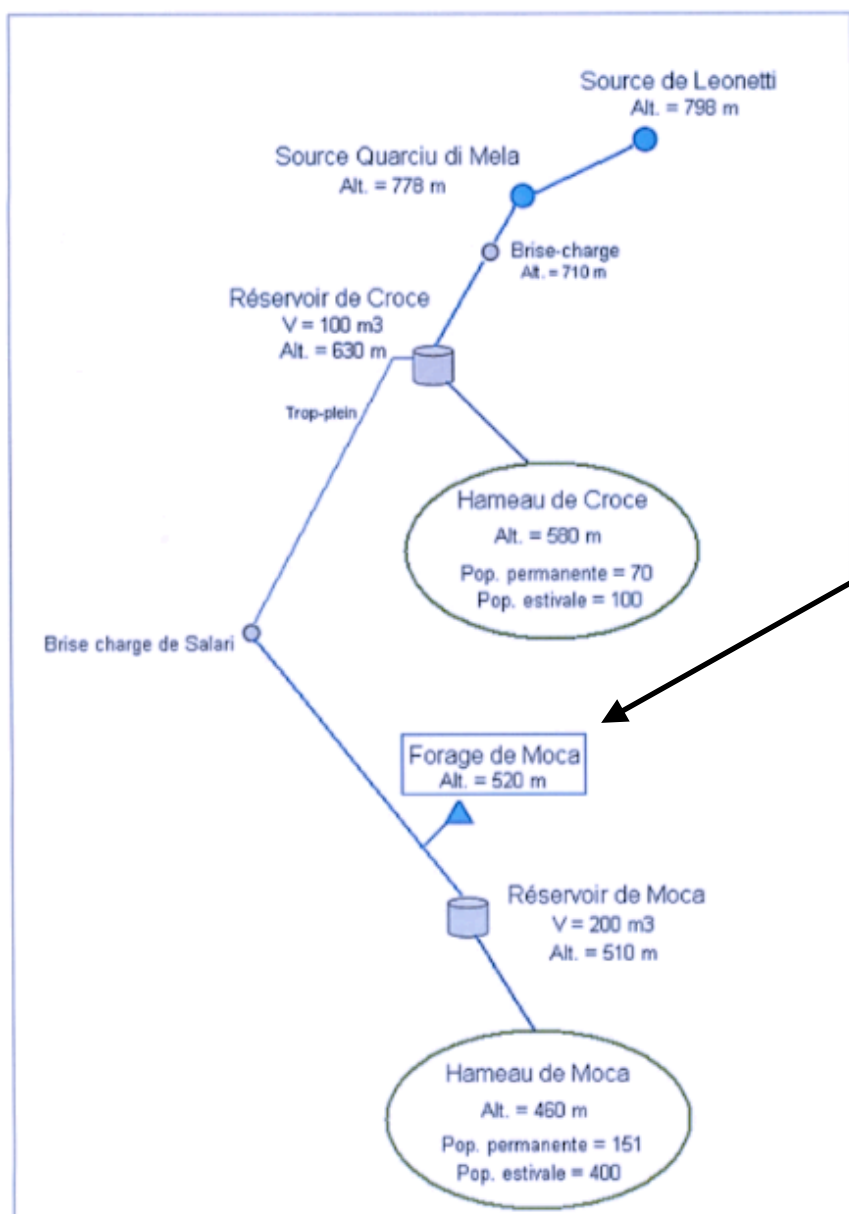 Source de Leonetti
Alt. = 798 m
Source Quarciu di Mela
Alt. = 778 m
Brise-charge
Alt. = 710 m
Réservoir de Croce
V = 100 m3
Alt. = 630 m
Trop-plein
Hameau de Croce
Alt. = 580 m
Pop. permanente = 70
Pop. estivale = 100
Brise charge de Salari
Forage de Moca
Alt. = 520 m
Réservoir de Moca
V = 200 m3
Alt. = 510 m
Hameau de Moca
Alt. = 460 m
Pop. permanente = 151
Pop. estivale = 400